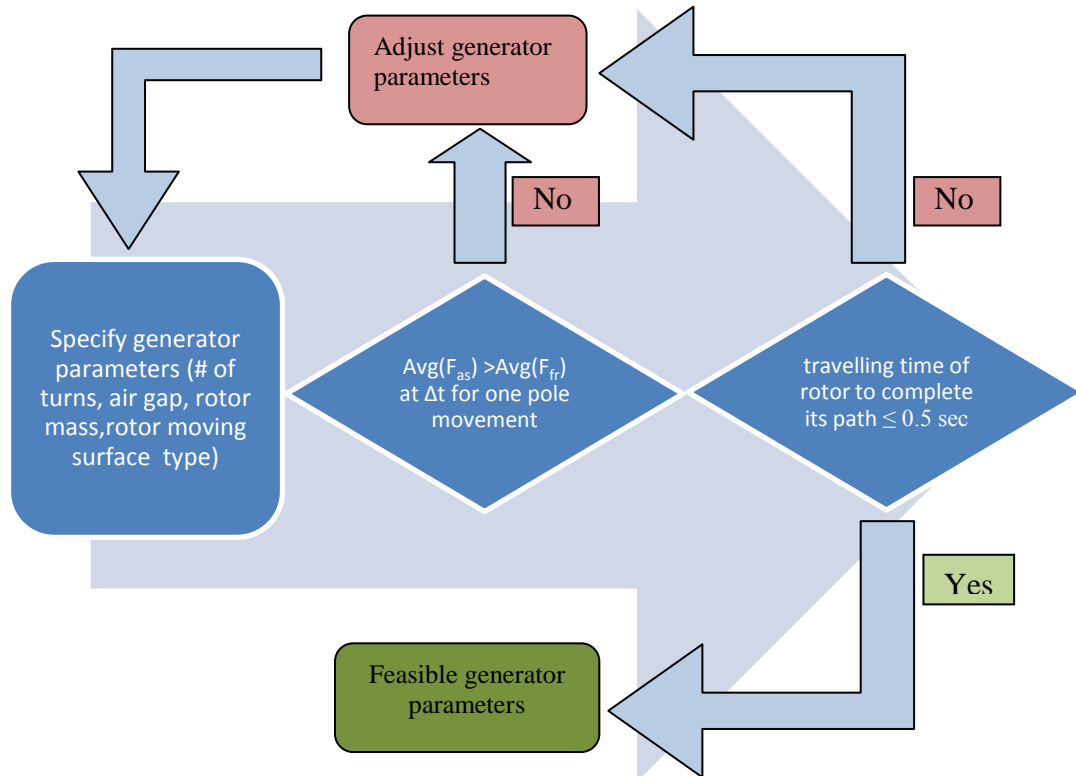 Adjust generator
parameters
No
No
Specify generator
parameters (# of
turns, air gap, rotor
mass,rotor moving
surface type)
Avg(Fas) >Avg(Ffr)
at Δt for one pole
movement
travelling time of
rotor to complete
its path ≤ 0.5 sec
Yes
Feasible generator
parameters